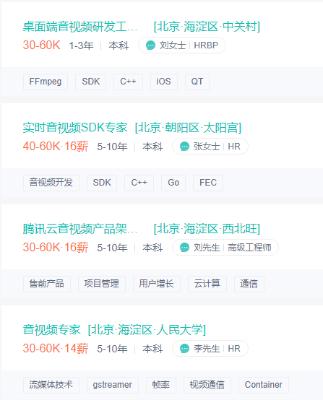 桌面端音视频研发工... [北京·海淀区·中关村]
30-60K 1-3年 本科 刘女士 HRBP
FFmpeg SDK C++ iOS QT
实时音视频SDK专家 [北京·朝阳区·太阳宫]
40-60K·16薪 5-10年 本科 张女士 HR
音视频开发 SDK C++ Go FEC
腾讯云音视频产品架... [北京·海淀区·西北旺]
30-60K·16薪 5-10年 本科 刘先生 高级工程师
售前产品 项目管理 用户增长 云计算 通信
音视频专家 [北京·海淀区·人民大学]
30-60K·14薪 5-10年 本科 李先生 HR
流媒体技术 gstreamer 帧率 视频通信 Container